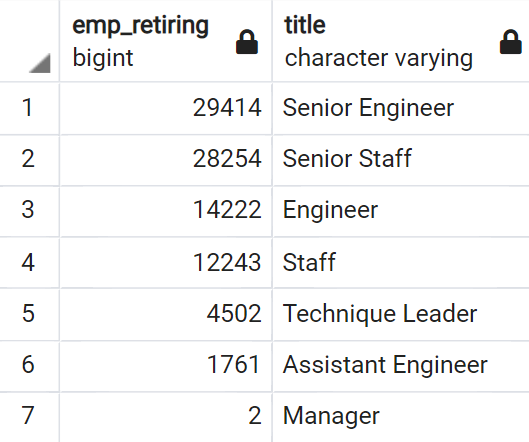 emp_retiring title
bigint character varying
1 29414 Senior Engineer
2 28254 Senior Staff
3 14222 Engineer
4 12243 Staff
5 4502 Technique Leader
6 1761 Assistant Engineer
7 2 Manager